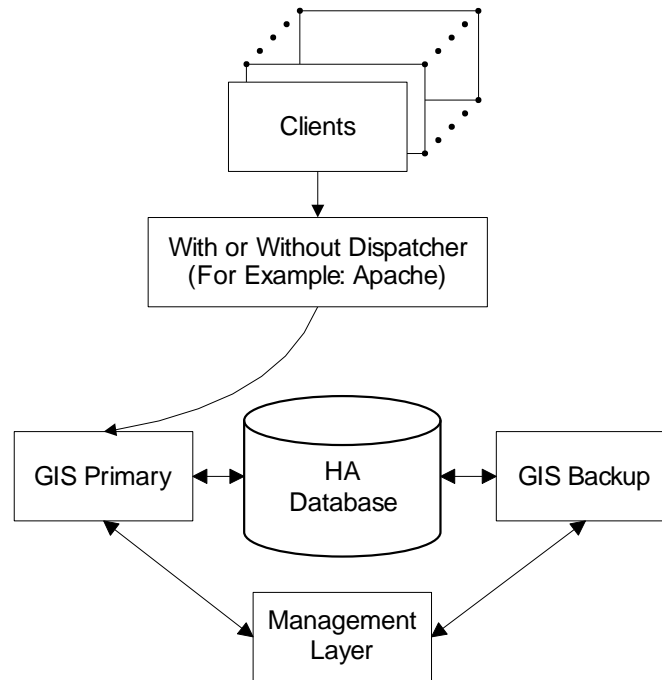 Clients
With or Without Dispatcher
(For Example: Apache)
GIS Primary
HA
Database
GIS Backup
Management
Layer